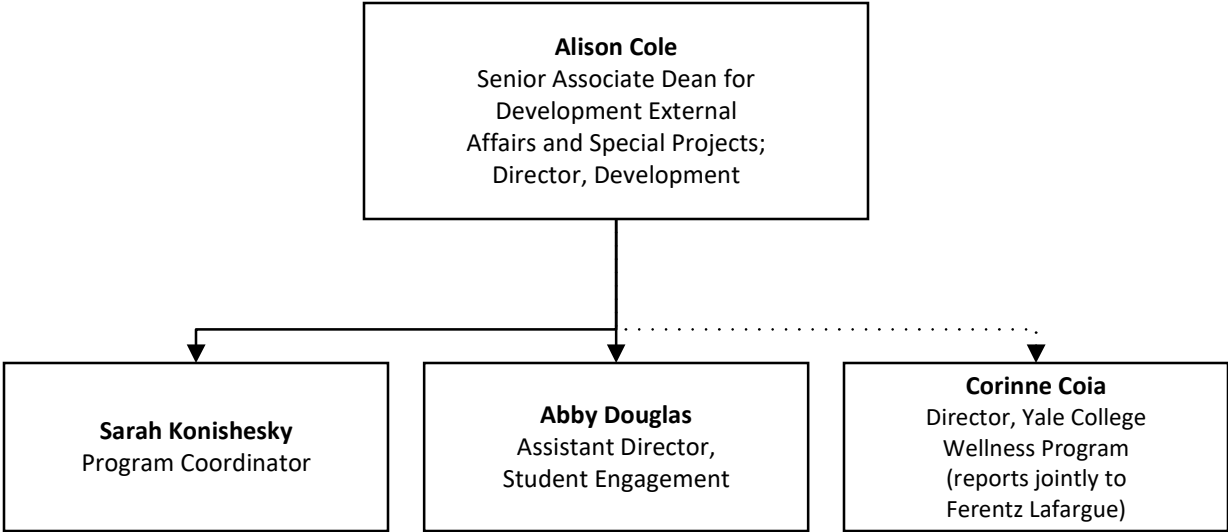 Alison Cole
Senior Associate Dean for
Development External
Affairs and Special Projects;
Director, Development
Sarah Konishesky
Program Coordinator
Abby Douglas
Assistant Director,
Student Engagement
Corinne Coia
Director, Yale College
Wellness Program
(reports jointly to
Ferentz Lafargue)